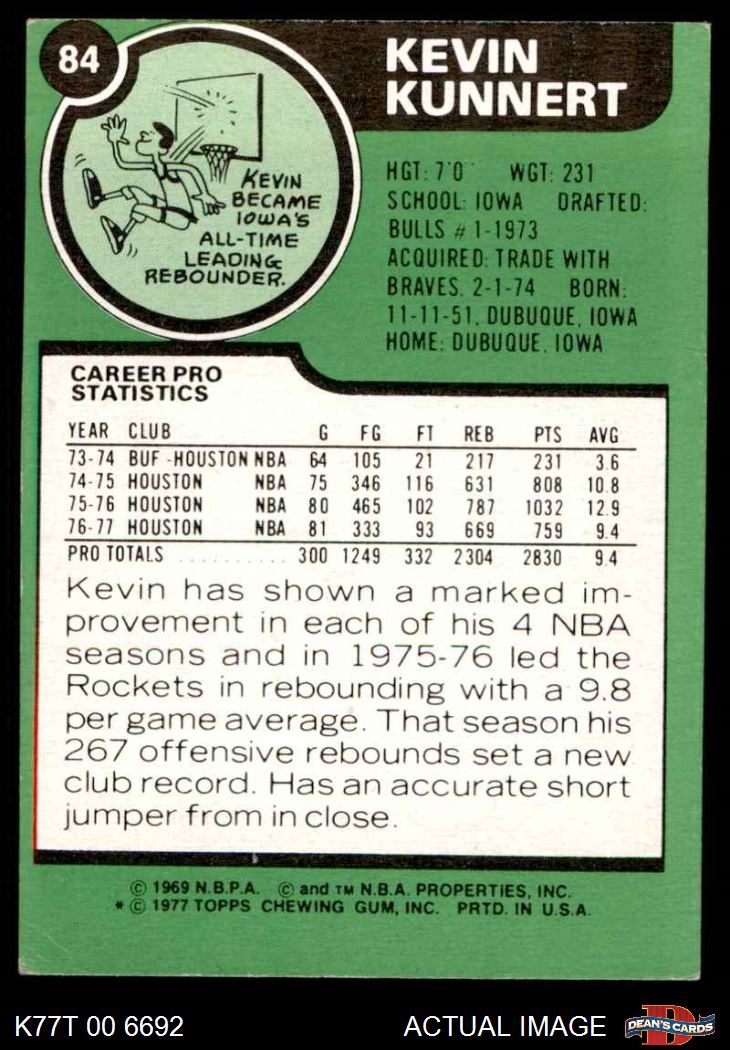 84
KEVIN
KUNNERT
KEVIN
BECAME
IOWA'S
ALL-TIME
LEADING
REBOUNDER.
HGT: 7'0" WGT: 231
SCHOOL: IOWA DRAFTED:
BULLS #1-1973
ACQUIRED: TRADE WITH
BRAVES, 2-1-74 BORN:
11-11-51, DUBUQUE, IOWA
HOME: DUBUQUE, IOWA
CAREER PRO
STATISTICS
YEAR CLUB G FG FT REB PTS AVG
73-74 BUF.-HOUSTON NBA 64 105 21 217 231 3.6
74-75 HOUSTON NBA 75 346 116 631 808 10.8
75-76 HOUSTON NBA 80 465 102 787 1032 12.9
76-77 HOUSTON NBA 81 333 93 669 759 9.4
PRO TOTALS .......... 300 1249 332 2304 2830 9.4
Kevin has shown a marked im-
provement in each of his 4 NBA
seasons and in 1975-76 led the
Rockets in rebounding with a 9.8
per game average. That season his
267 offensive rebounds set a new
club record. Has an accurate short
jumper from in close.
© 1969 N.B.P.A. © and TM N.B.A. PROPERTIES, INC.
* © 1977 TOPPS CHEWING GUM, INC. PRTD. IN U.S.A.
K77T 00 6692 ACTUAL IMAGE D DEAN'S CARDS